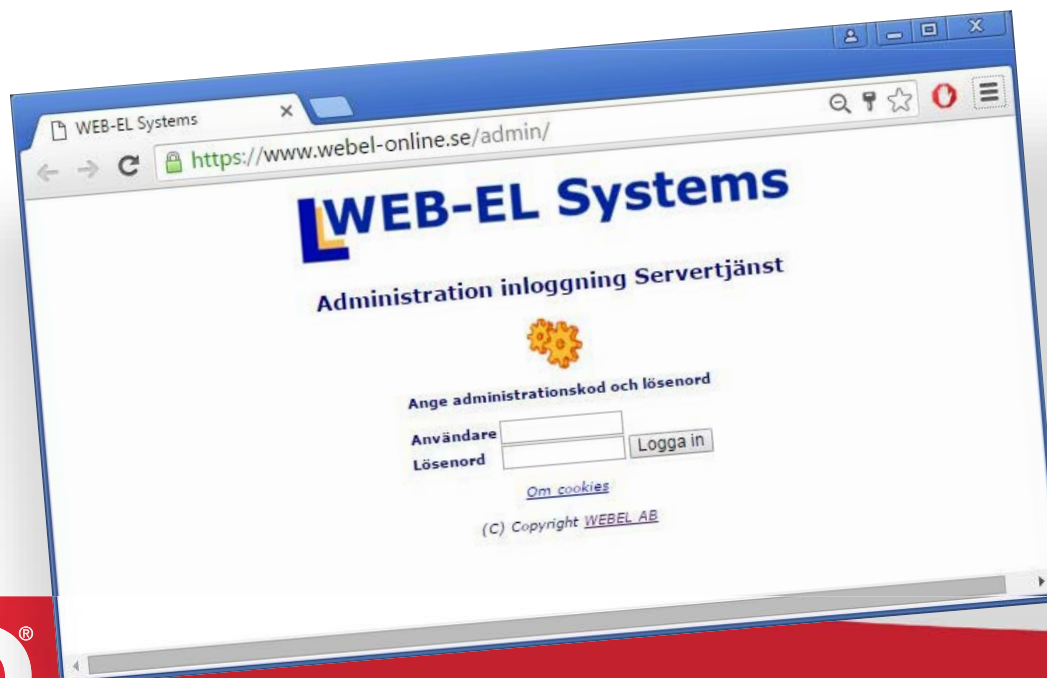 WEB-EL Systems
https://www.webel-online.se/admin/
WEB-EL Systems
Administration inloggning Servertjänst
Ange administrationskod och lösenord
Användare
Lösenord
Logga in
Om cookies
(C) Copyright WEBEL AB
®